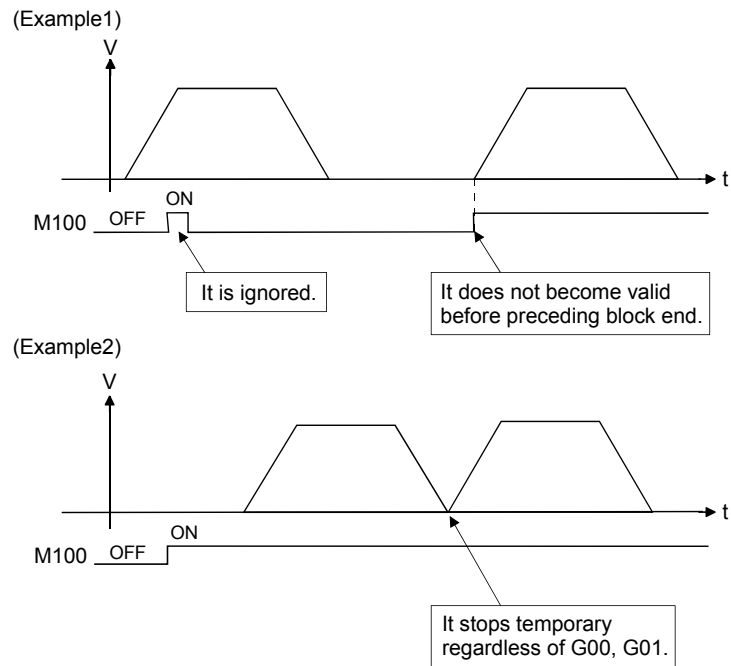 (Example1)
V
t
ON
M100 OFF
It is ignored.
It does not become valid
before preceding block end.
(Example2)
V
t
ON
M100 OFF
It stops temporary
regardless of G00, G01.